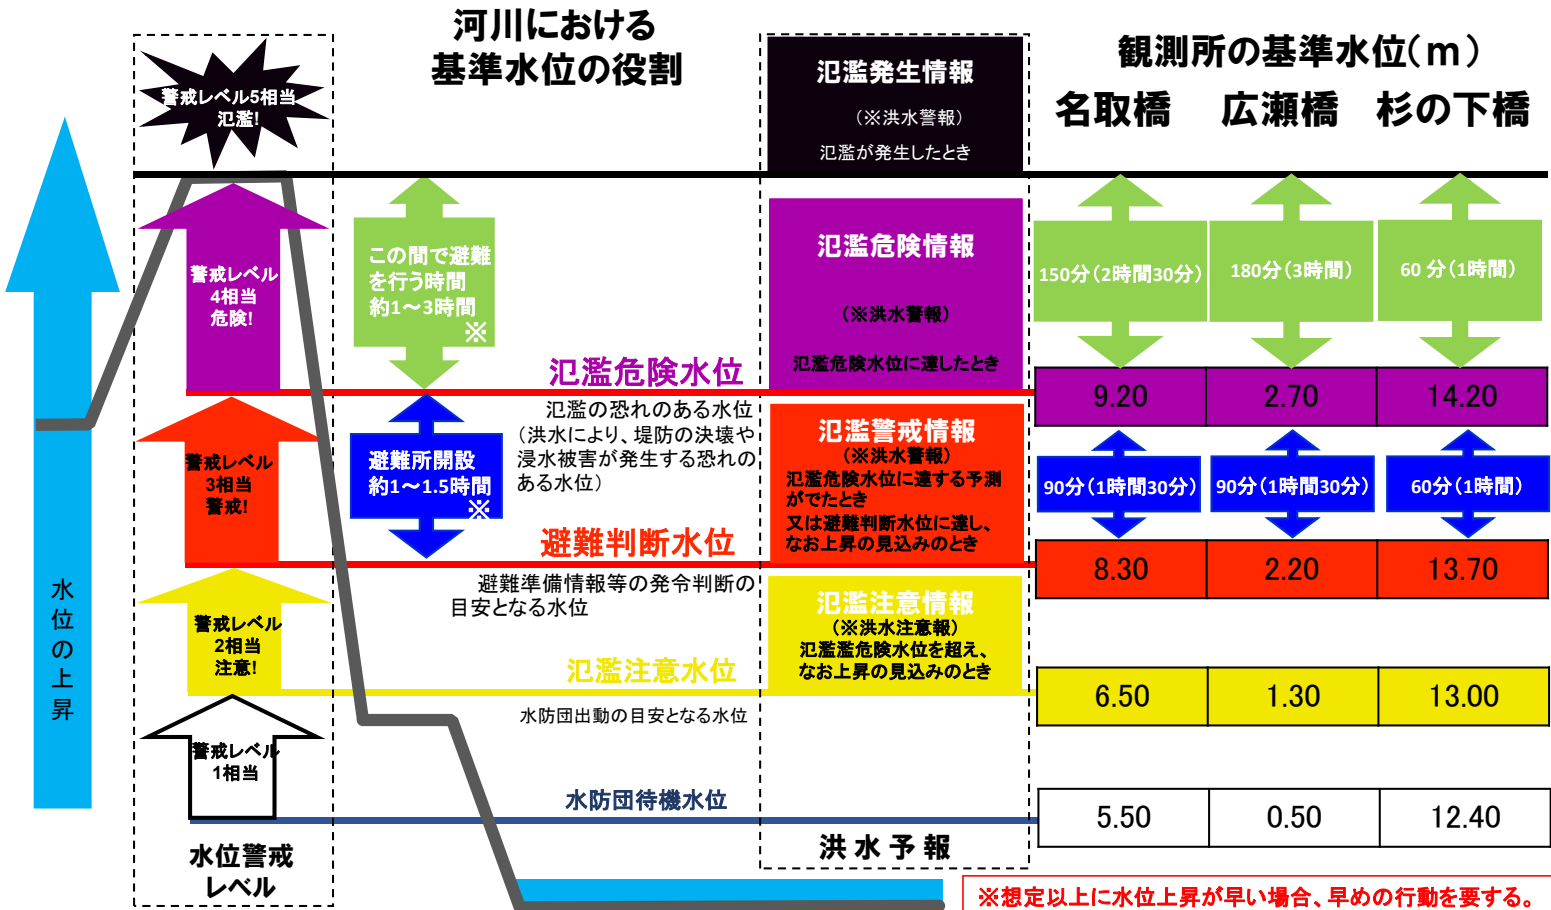 河川における
基準水位の役割
観測所の基準水位(m)
名取橋
広瀬橋
杉の下橋
警戒レベル5相当
氾濫!
氾濫発生情報
(※洪水警報)
氾濫が発生したとき
警戒レベル
4相当
危険!
この間で避難
を行う時間
約1～3時間
※
氾濫危険情報
(※洪水警報)
氾濫危険水位に達したとき
150分(2時間30分)
180分(3時間)
60 分(1時間)
氾濫危険水位
9.20
2.70
14.20
氾濫の恐れのある水位
(洪水により、堤防の決壊や
浸水被害が発生する恐れの
ある水位)
警戒レベル
3相当
警戒!
避難所開設
約1～1.5時間
※
氾濫警戒情報
(※洪水警報)
氾濫危険水位に達する予測
がでたとき
又は避難判断水位に達し、
なお上昇の見込みのとき
90分(1時間30分)
90分(1時間30分)
60分(1時間)
避難判断水位
8.30
2.20
13.70
避難準備情報等の発令判断の
目安となる水位
警戒レベル
2相当
注意!
氾濫注意情報
(※洪水注意報)
氾濫濫危険水位を超え、
なお上昇の見込みのとき
氾濫注意水位
6.50
1.30
13.00
水防団出動の目安となる水位
警戒レベル
1相当
水防団待機水位
5.50
0.50
12.40
水位の上昇
水位警戒
レベル
洪水予報
※想定以上に水位上昇が早い場合、早めの行動を要する。